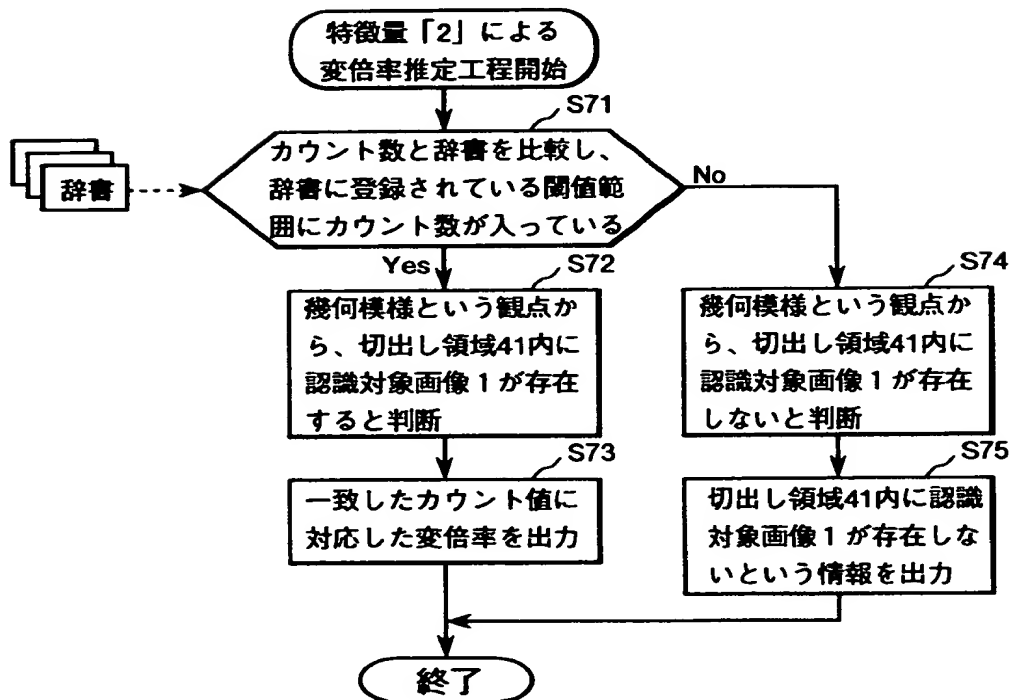 特徴量「2」による
変倍率推定工程開始
S71
カウント数と辞書を比較し、
辞書に登録されている閾値範
囲にカウント数が入っている
辞書
No
Yes
S72
幾何模様という観点か
ら、切出し領域41内に
認識対象画像1が存在
すると判断
S73
一致したカウント値に
対応した変倍率を出力
S74
幾何模様という観点か
ら、切出し領域41内に
認識対象画像1が存在
しないと判断
S75
切出し領域41内に認識
対象画像1が存在しな
いという情報を出力
終了